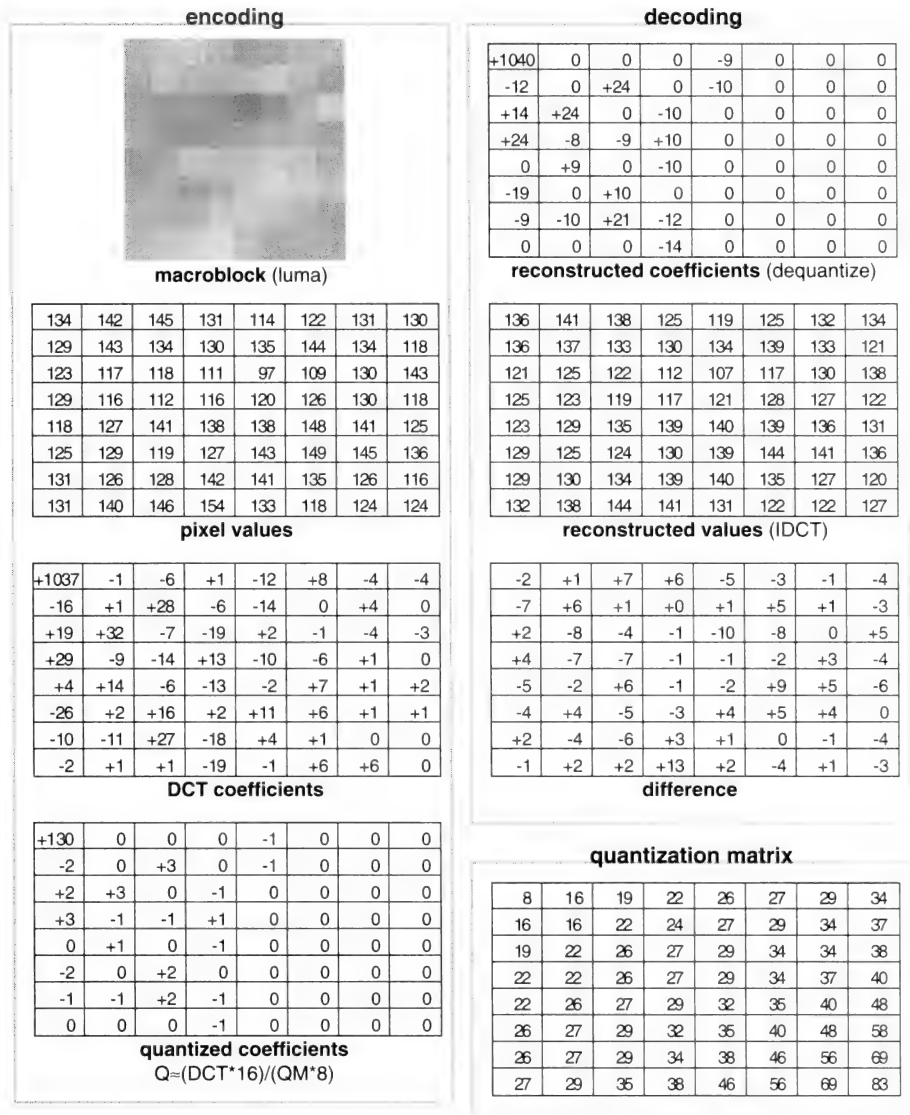 encoding
macroblock (luma)
134 142 145 131 114 122 131 130
129 143 134 130 135 144 134 118
123 117 118 111 97 109 130 143
129 116 112 116 120 126 130 118
118 127 141 138 138 148 141 125
125 129 119 127 143 149 145 136
131 126 128 142 141 135 126 116
131 140 146 154 133 118 124 124
pixel values
+1037 -1 -6 +1 -12 +8 -4 -4
-16 +1 +28 -6 -14 0 +4 0
+19 +32 -7 -19 +2 -1 -4 -3
+29 -9 -14 +13 -10 -6 +1 0
+4 +14 -6 -13 -2 +7 +1 +2
-26 +2 +16 +2 +11 +6 +1 +1
-10 -11 +27 -18 +4 +1 0 0
-2 +1 +1 -19 -1 +6 +6 0
DCT coefficients
+130 0 0 0 -1 0 0 0
-2 0 +3 0 -1 0 0 0
+2 +3 0 -1 0 0 0 0
+3 -1 -1 +1 0 0 0 0
0 +1 0 -1 0 0 0 0
-2 0 +2 0 0 0 0 0
-1 -1 +2 -1 0 0 0 0
0 0 0 -1 0 0 0 0
quantized coefficients
Q≈(DCT*16)/(QM*8)
decoding
+1040 0 0 0 -9 0 0 0
-12 0 +24 0 -10 0 0 0
+14 +24 0 -10 0 0 0 0
+24 -8 -9 +10 0 0 0 0
0 +9 0 -10 0 0 0 0
-19 0 +10 0 0 0 0 0
-9 -10 +21 -12 0 0 0 0
0 0 0 -14 0 0 0 0
reconstructed coefficients (dequantize)
136 141 138 125 119 125 132 134
136 137 133 130 134 139 133 121
121 125 122 112 107 117 130 138
125 123 119 117 121 128 127 122
123 129 135 139 140 139 136 131
129 125 124 130 139 144 141 136
129 130 134 139 140 135 127 120
132 138 144 141 131 122 122 127
reconstructed values (IDCT)
-2 +1 +7 +6 -5 -3 -1 -4
-7 +6 +1 +0 +1 +5 +1 -3
+2 -8 -4 -1 -10 -8 0 +5
+4 -7 -7 -1 -1 -2 +3 -4
-5 -2 +6 -1 -2 +9 +5 -6
-4 +4 -5 -3 +4 +5 +4 0
+2 -4 -6 +3 +1 0 -1 -4
-1 +2 +2 +13 +2 -4 +1 -3
difference
quantization matrix
8 16 19 22 26 27 29 34
16 16 22 24 27 29 34 37
19 22 26 27 29 34 34 38
22 22 26 27 29 34 37 40
22 26 27 29 32 35 40 48
26 27 29 32 35 40 48 58
26 27 29 34 38 46 56 69
27 29 35 38 46 56 69 83